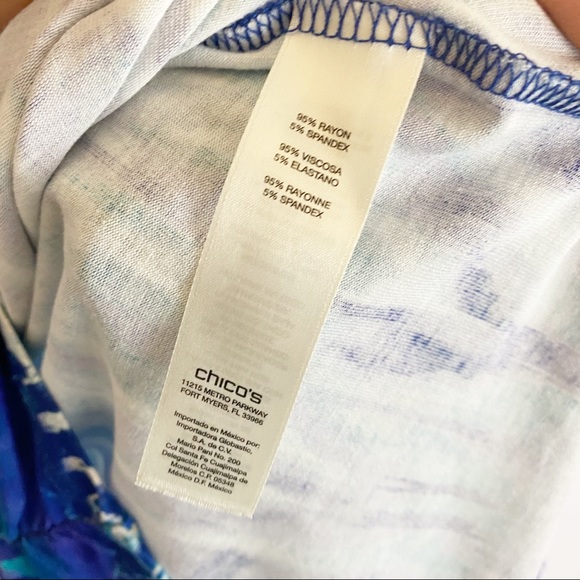 95% RAYON
5% SPANDEX
95% VISCOSA
5% ELASTANO
95% RAYONNE
5% SPANDEX
chico's
11215 METRO PARKWAY
FORT MYERS, FL 33966
Importado en México por:
Importadora Globastic,
S.A. de C.V.
Mario Pani No. 200
Col Santa Fe Cuajimalpa
Delegación Cuajimalpa de
Morelos C.P. 05348
México D.F. México